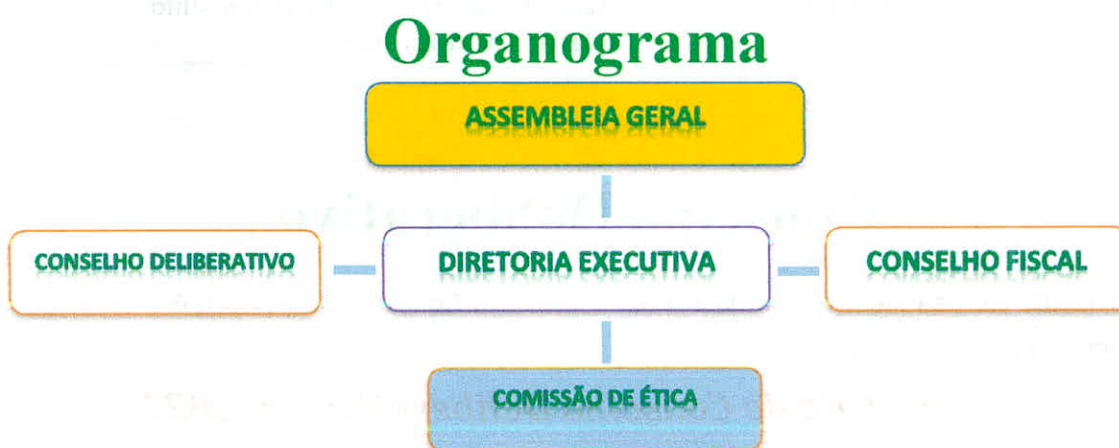 Organograma
ASSEMBLEIA GERAL
CONSELHO DELIBERATIVO
DIRETORIA EXECUTIVA
CONSELHO FISCAL
COMISSÃO DE ÉTICA